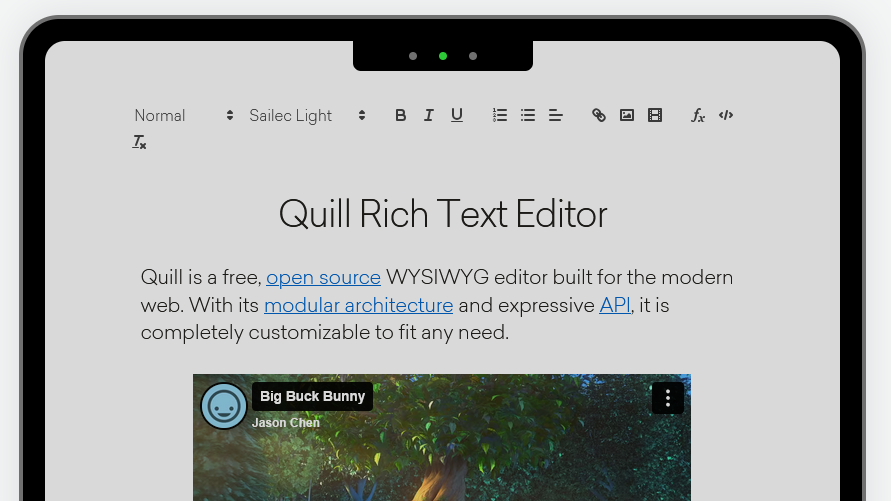 Normal Sailec Light B I U fx </>
Tx
Quill Rich Text Editor
Quill is a free, open source WYSIWYG editor built for the modern
web. With its modular architecture and expressive API, it is
completely customizable to fit any need.
Big Buck Bunny
Jason Chen